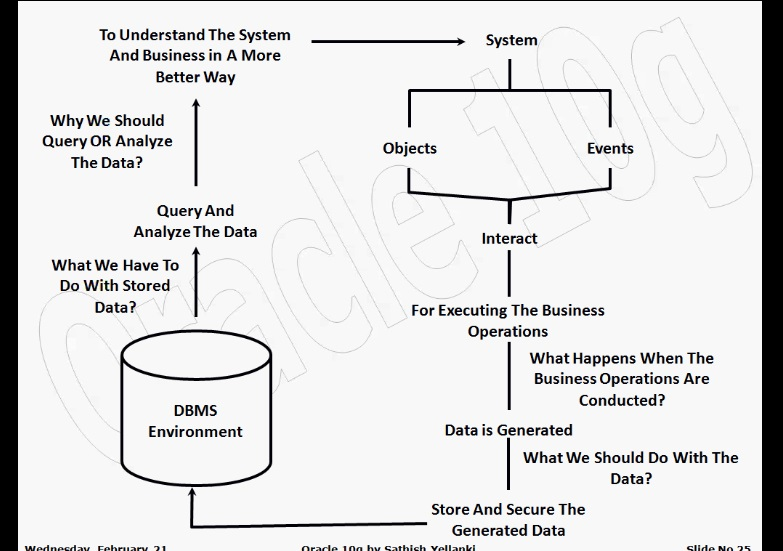 To Understand The System
And Business in A More
Better Way
System
Why We Should
Query OR Analyze
The Data?
Objects
Events
Query And
Analyze The Data
Interact
What We Have To
Do With Stored
Data?
For Executing The Business
Operations
What Happens When The
Business Operations Are
Conducted?
DBMS
Environment
Data is Generated
What We Should Do With The
Data?
Store And Secure The
Generated Data
Oracle 10g
Wednesday, February, 21
Oracle 10g by Sathish Yellanki
Slide No 25